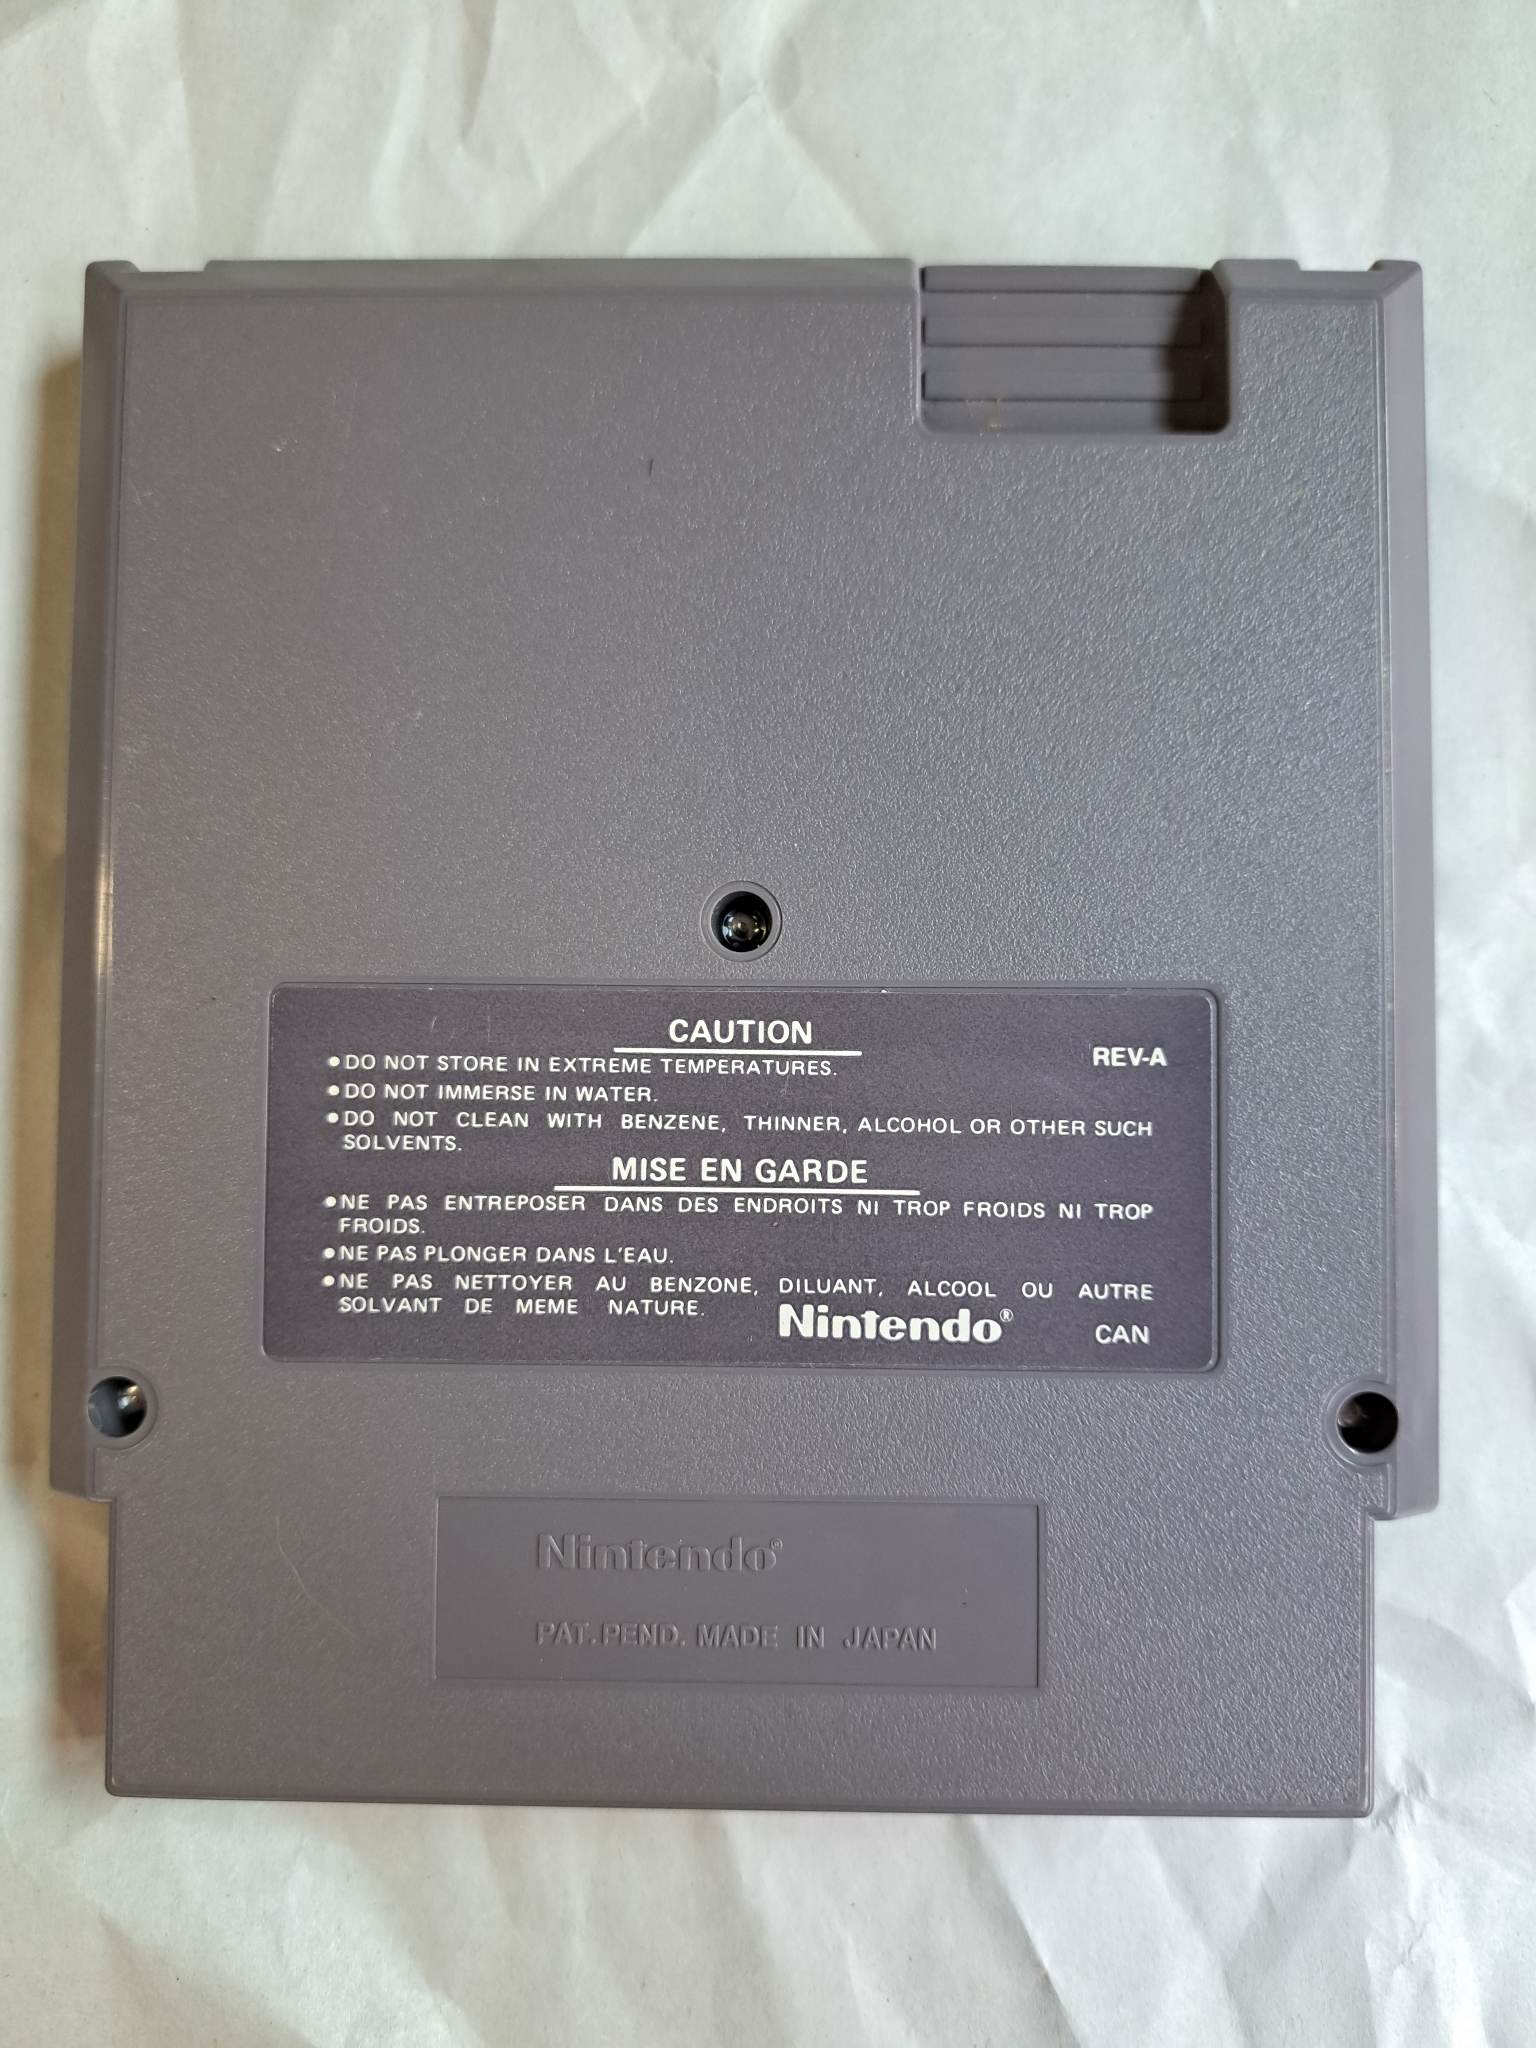 CAUTION
REV-A
●DO NOT STORE IN EXTREME TEMPERATURES.
●DO NOT IMMERSE IN WATER.
●DO NOT CLEAN WITH BENZENE, THINNER, ALCOHOL OR OTHER SUCH
SOLVENTS.
MISE EN GARDE
●NE PAS ENTREPOSER DANS DES ENDROITS NI TROP FROIDS NI TROP
FROIDS.
●NE PAS PLONGER DANS L'EAU.
●NE PAS NETTOYER AU BENZONE, DILUANT, ALCOOL OU AUTRE
SOLVANT DE MEME NATURE.
Nintendo®
CAN
Nintendo®
PAT.PEND. MADE IN JAPAN